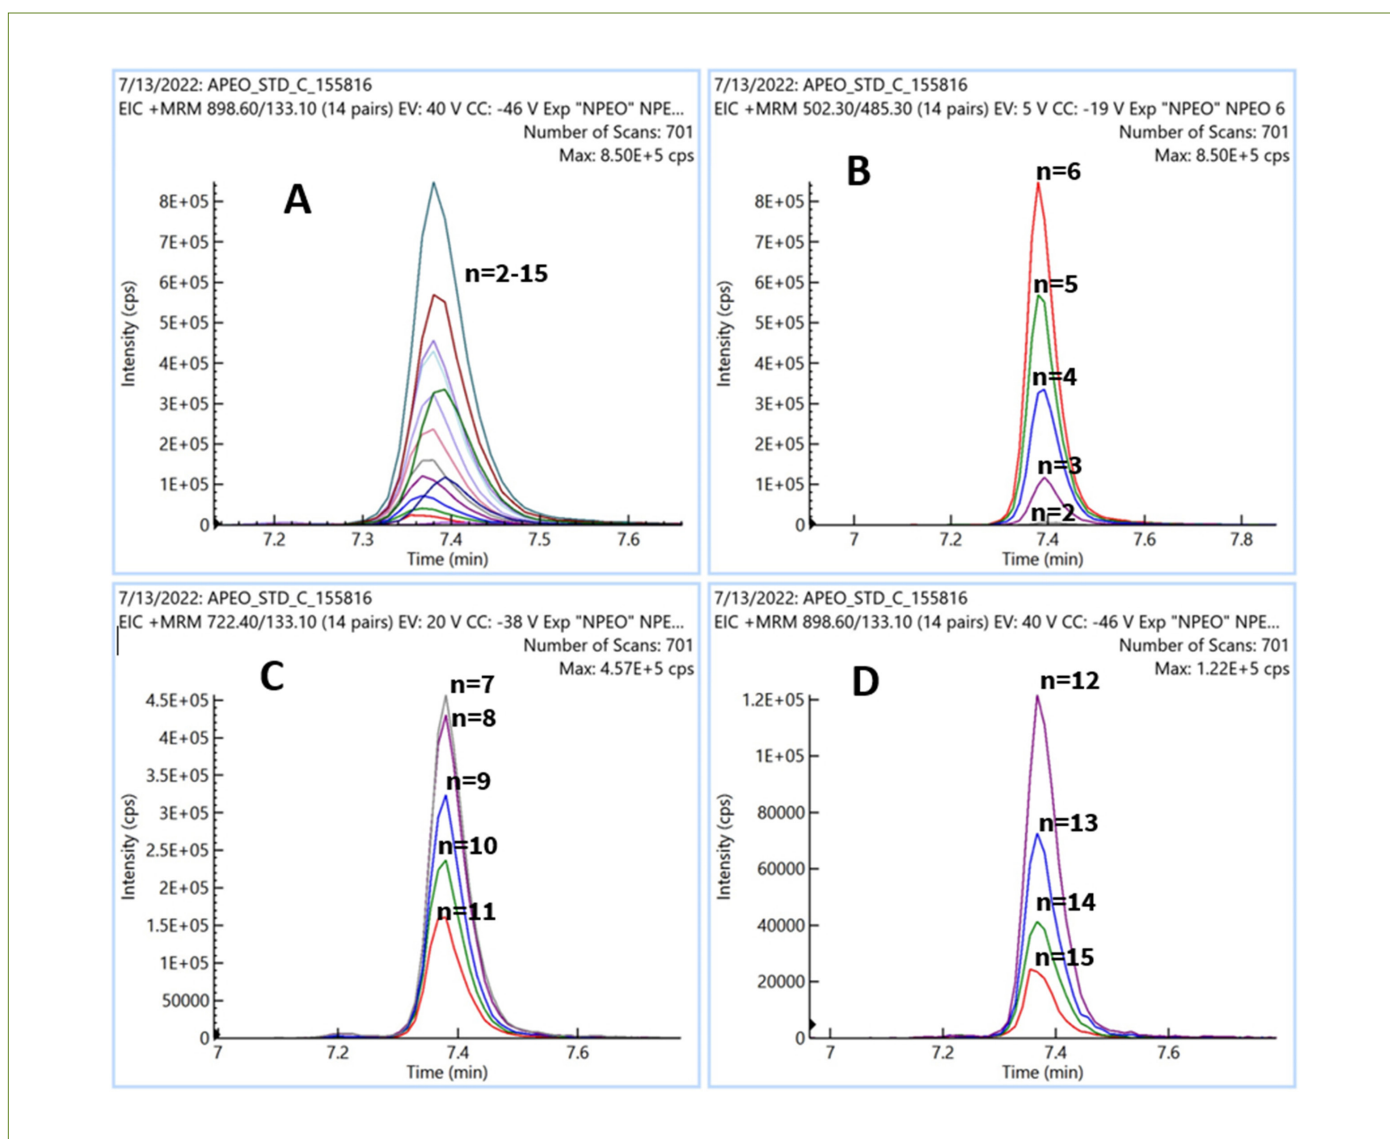 7/13/2022: APEO_STD_C_155816
EIC +MRM 898.60/133.10 (14 pairs) EV: 40 V CC: -46 V Exp "NPEO" NPE...
Number of Scans: 701
Max: 8.50E+5 cps
A
n=2-15
8E+05
7E+05
6E+05
5E+05
4E+05
3E+05
2E+05
1E+05
0
Intensity (cps)
7.2 7.3 7.4 7.5 7.6
Time (min)
7/13/2022: APEO_STD_C_155816
EIC +MRM 502.30/485.30 (14 pairs) EV: 5 V CC: -19 V Exp "NPEO" NPEO 6
Number of Scans: 701
Max: 8.50E+5 cps
B
n=6
n=5
n=4
n=3
n=2
8E+05
7E+05
6E+05
5E+05
4E+05
3E+05
2E+05
1E+05
0
Intensity (cps)
7 7.2 7.4 7.6 7.8
Time (min)
7/13/2022: APEO_STD_C_155816
EIC +MRM 722.40/133.10 (14 pairs) EV: 20 V CC: -38 V Exp "NPEO" NPE...
Number of Scans: 701
Max: 4.57E+5 cps
C
n=7
n=8
n=9
n=10
n=11
4.5E+05
4E+05
3.5E+05
3E+05
2.5E+05
2E+05
1.5E+05
1E+05
50000
0
Intensity (cps)
7 7.2 7.4 7.6
Time (min)
7/13/2022: APEO_STD_C_155816
EIC +MRM 898.60/133.10 (14 pairs) EV: 40 V CC: -46 V Exp "NPEO" NPE...
Number of Scans: 701
Max: 1.22E+5 cps
D
n=12
n=13
n=14
n=15
1.2E+05
1E+05
80000
60000
40000
20000
0
Intensity (cps)
7 7.2 7.4 7.6
Time (min)